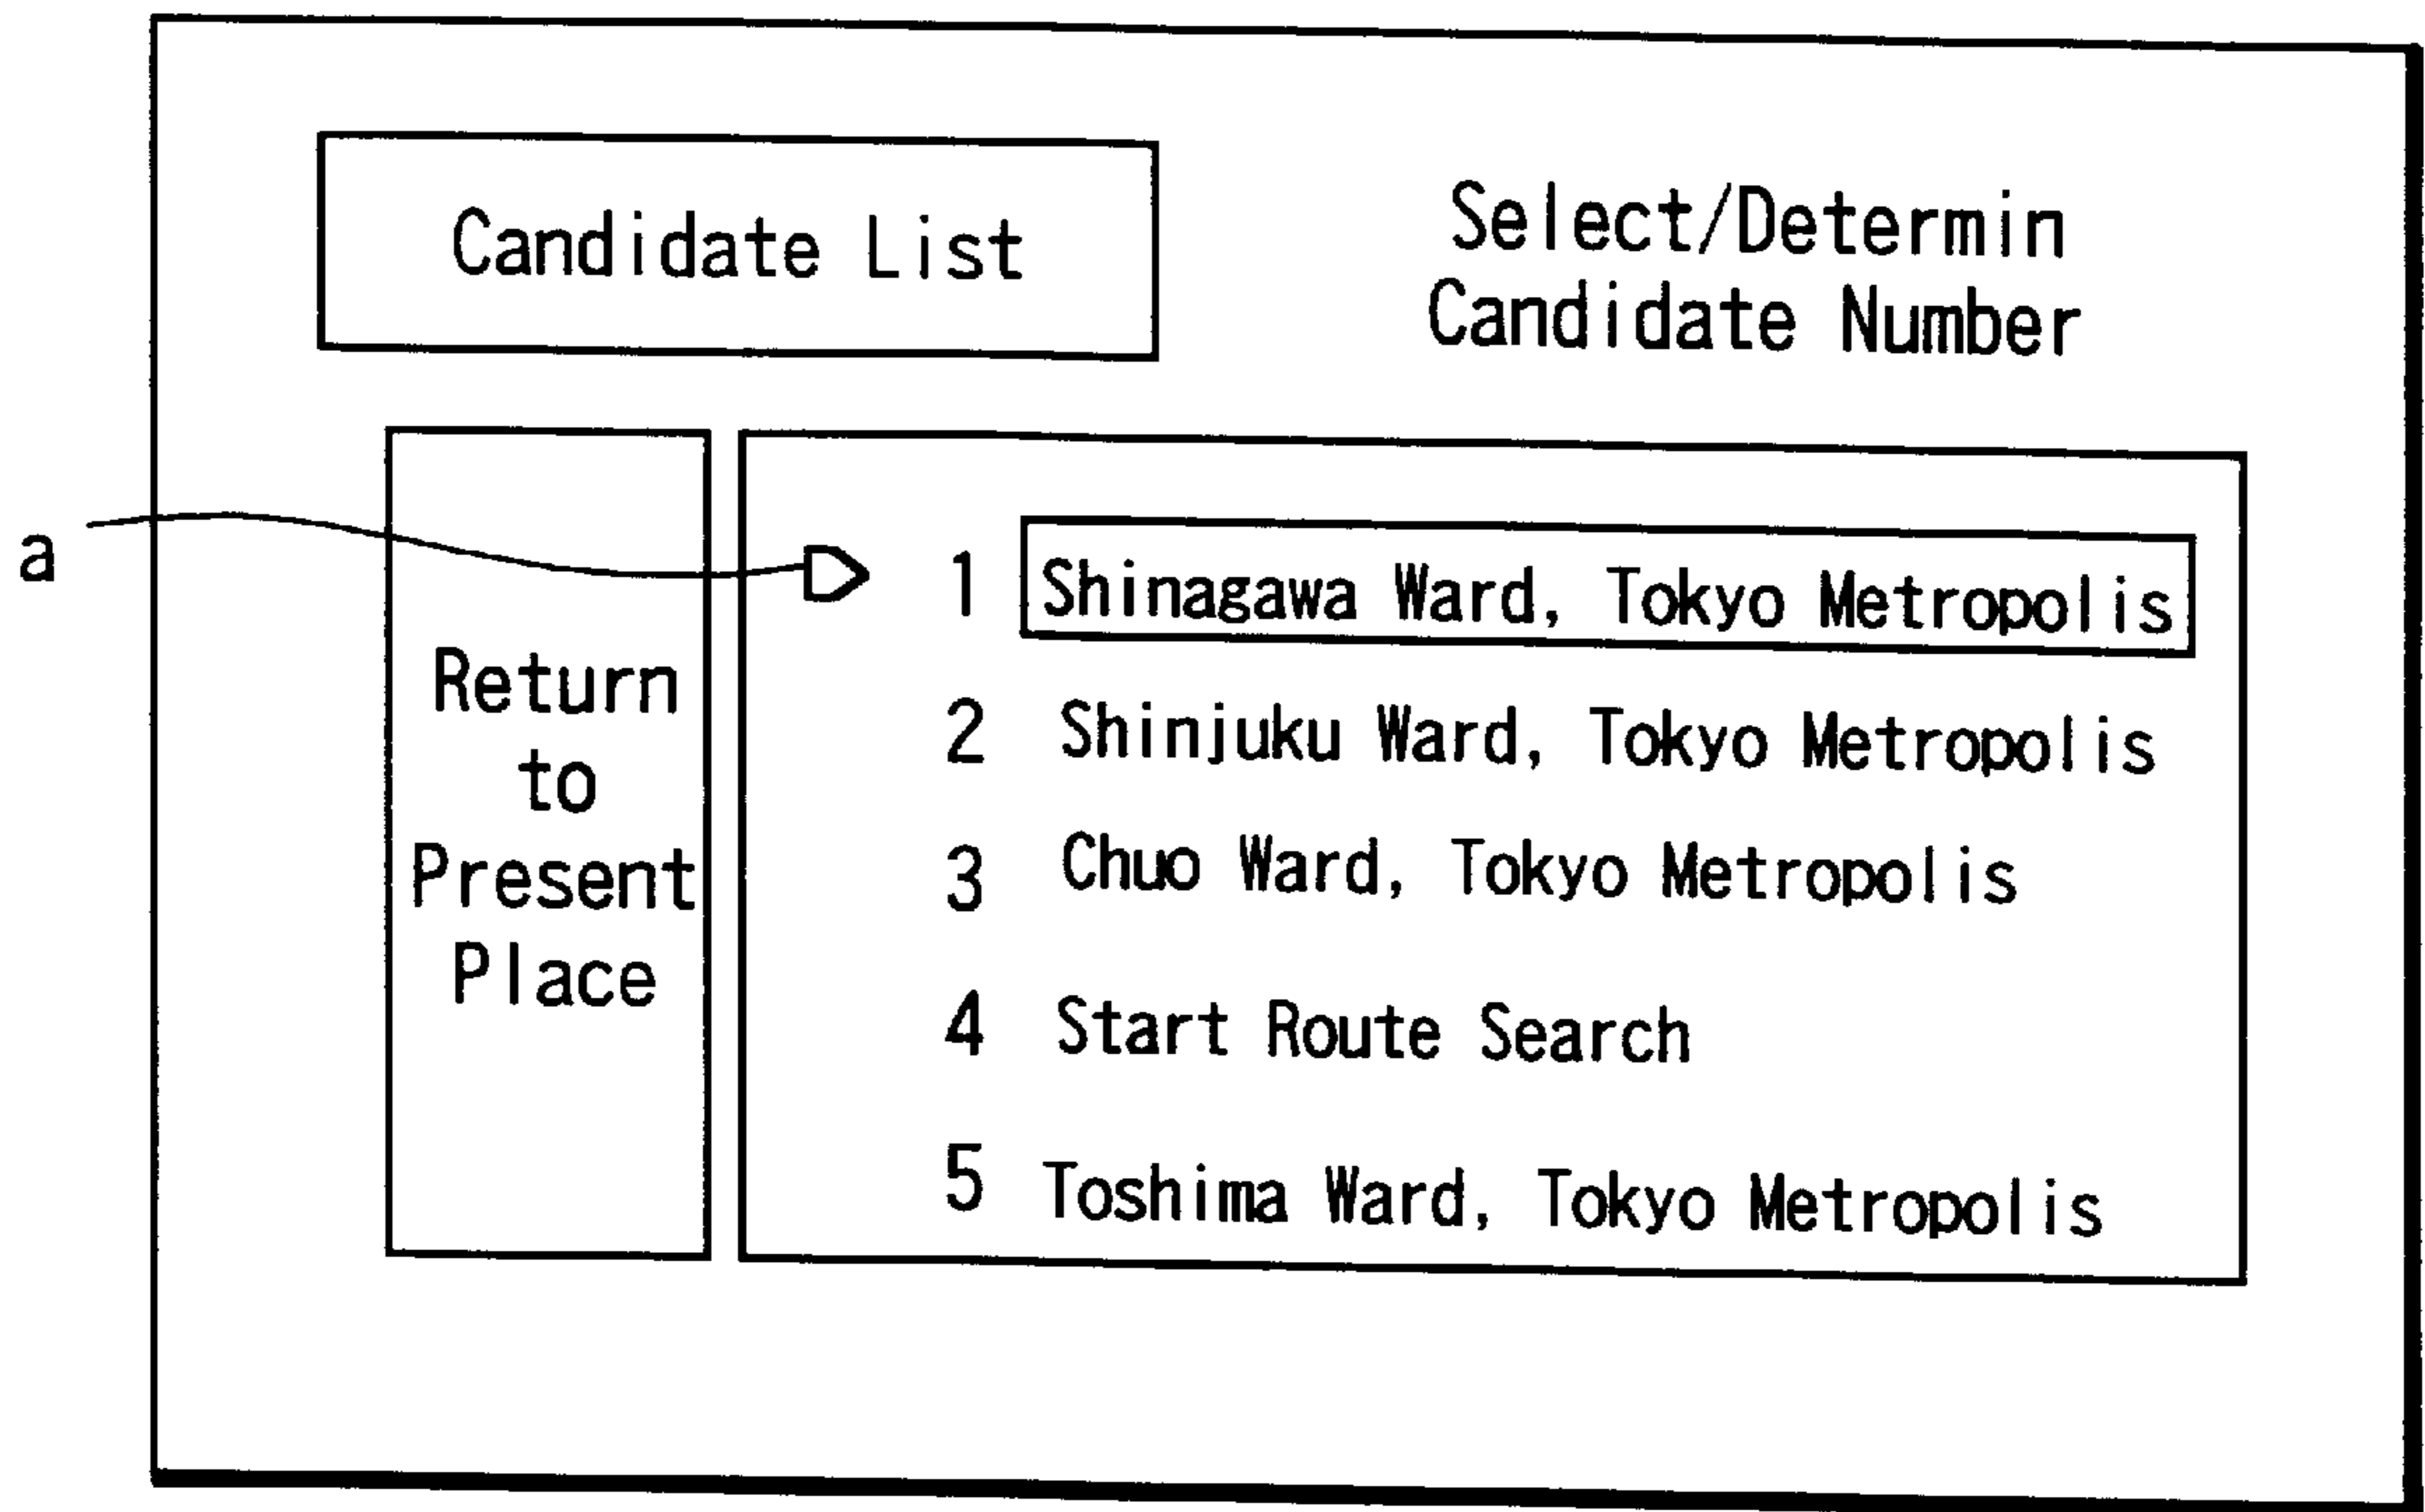 Candidate List
Select/Determin
Candidate Number
a
Return
to
Present
Place
1 Shinagawa Ward, Tokyo Metropolis
2 Shinjuku Ward, Tokyo Metropolis
3 Chuo Ward, Tokyo Metropolis
4 Start Route Search
5 Toshima Ward, Tokyo Metropolis